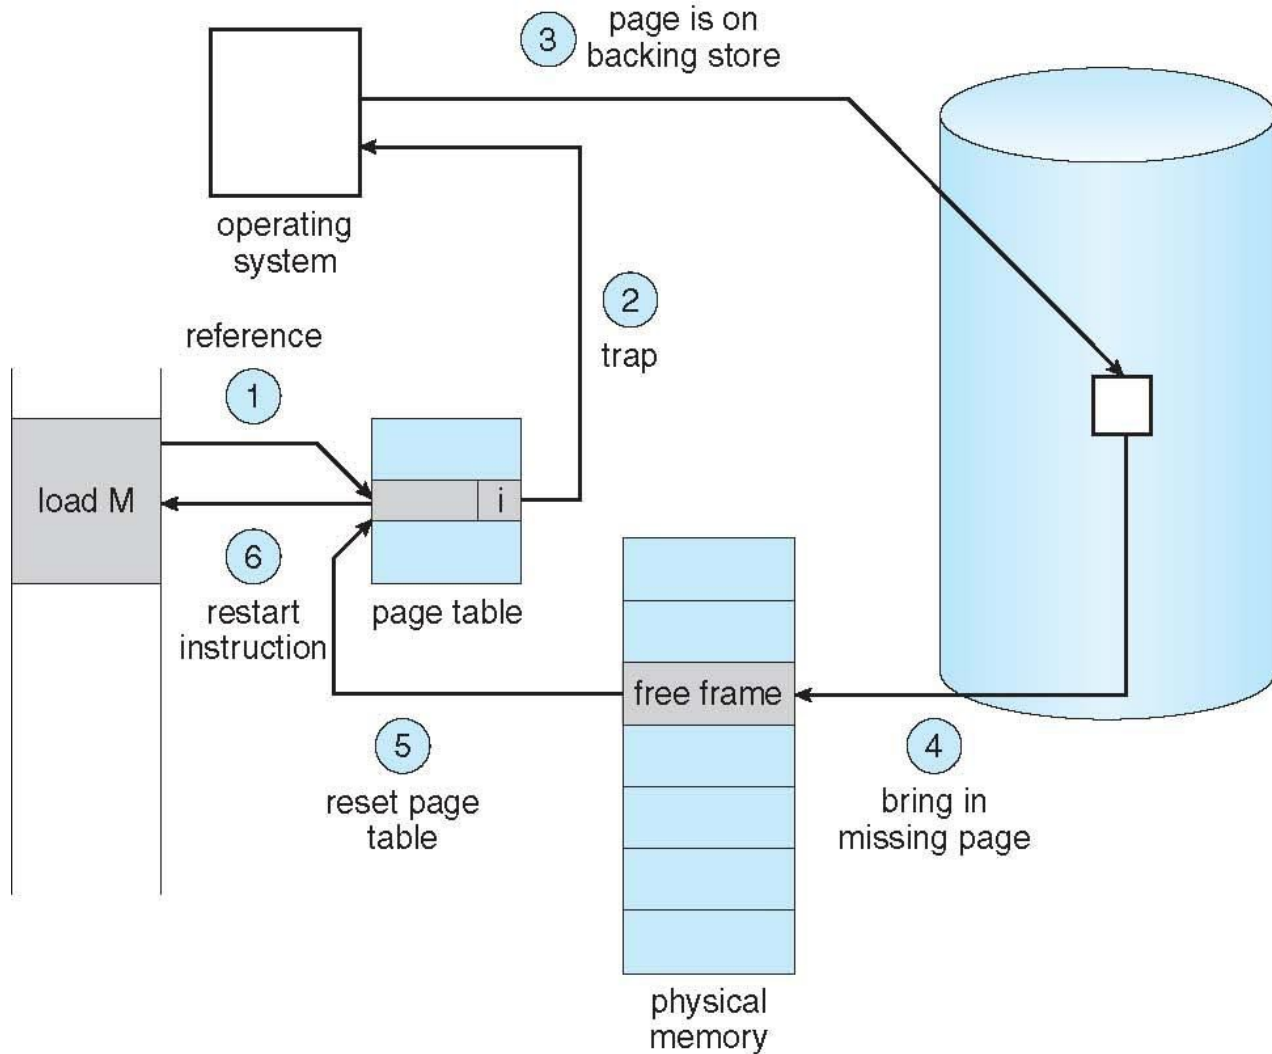 3
page is on
backing store
operating
system
2
trap
reference
1
load M
i
6
restart
instruction
page table
free frame
5
reset page
table
4
bring in
missing page
physical
memory